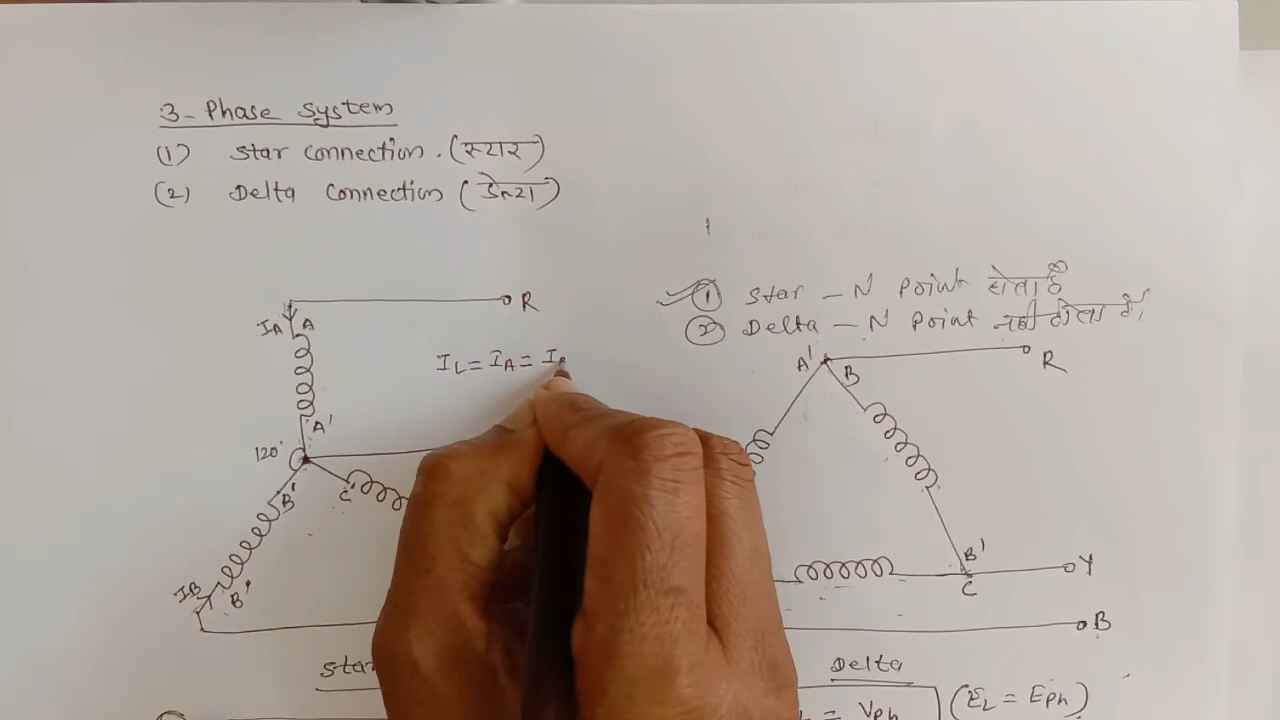 3- Phase system
(1) Star connection. (स्टार)
(2) Delta connection (डेल्टा)
① Star – N Point होता है
② Delta – N Point नही होता है,
R
IA A
IL = IA =
A'
120°
B'
C'
IB
B'
A'
B
R
B'
C
Y
B
Delta
= Vph
(EL = Eph)